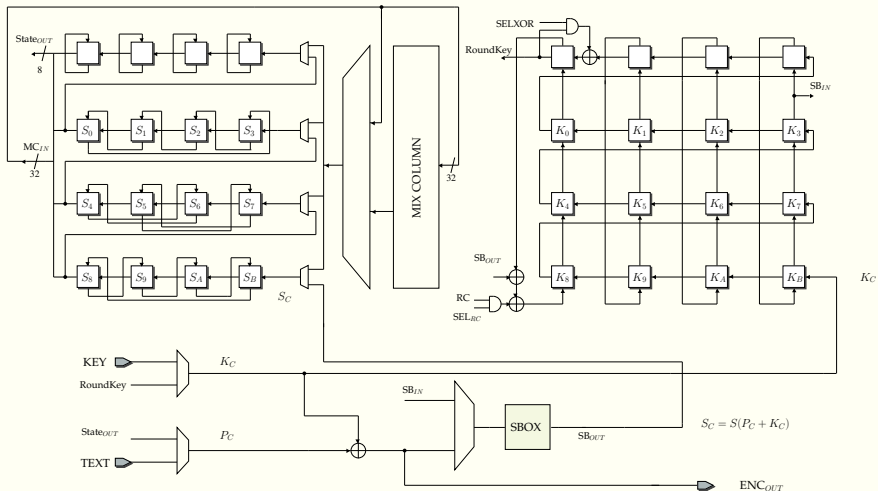 SELXOR
State_OUT
8
RoundKey
SB_IN
S_0 S_1 S_2 S_3
K_0 K_1 K_2 K_3
MC_IN
32
32
MIX COLUMN
S_4 S_5 S_6 S_7
K_4 K_5 K_6 K_7
SB_OUT
S_8 S_9 S_A S_B
K_8 K_9 K_A K_B
K_C
S_C
RC
SEL_RC
KEY
K_C
RoundKey
SB_IN
State_OUT
P_C
SBOX
SB_OUT
S_C = S(P_C + K_C)
TEXT
ENC_OUT